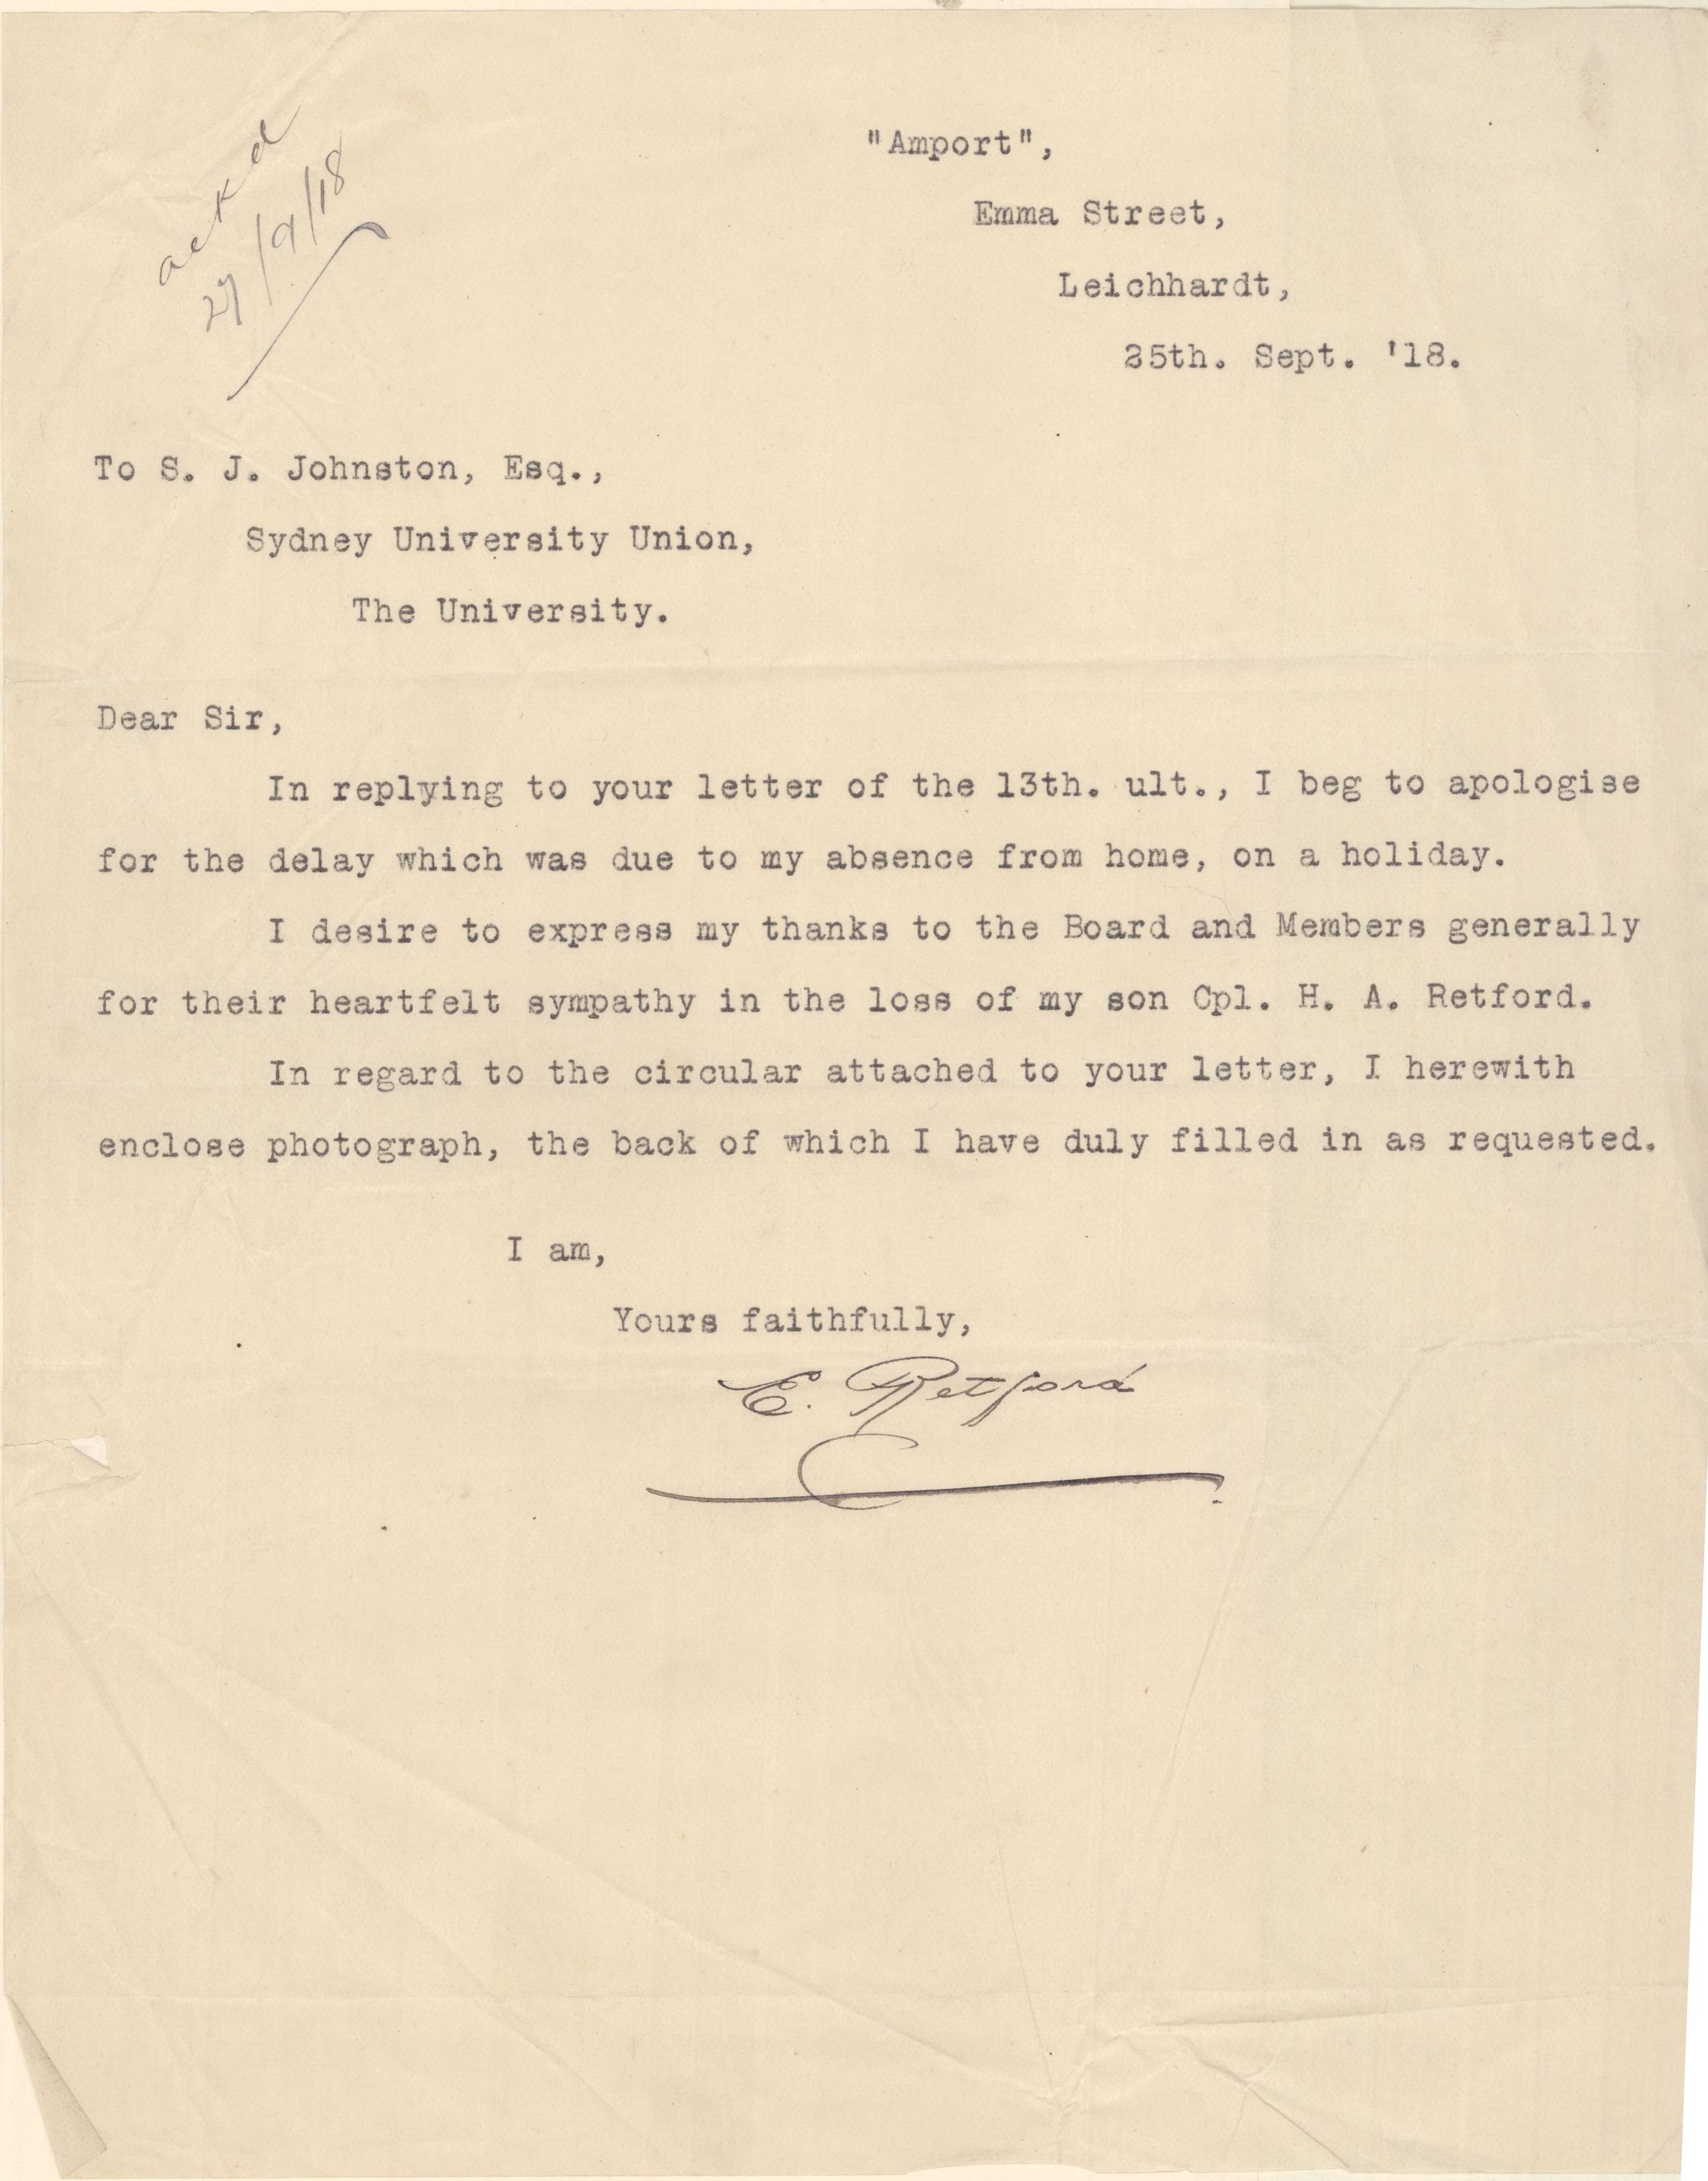 ackd
27/9/18
"Amport",
Emma Street,
Leichhardt,
25th. Sept. '18.
To S. J. Johnston, Esq.,
Sydney University Union,
The University.
Dear Sir,
In replying to your letter of the 13th. ult., I beg to apologise
for the delay which was due to my absence from home, on a holiday.
I desire to express my thanks to the Board and Members generally
for their heartfelt sympathy in the loss of my son Cpl. H. A. Retford.
In regard to the circular attached to your letter, I herewith
enclose photograph, the back of which I have duly filled in as requested.
I am,
Yours faithfully,
E. Retford